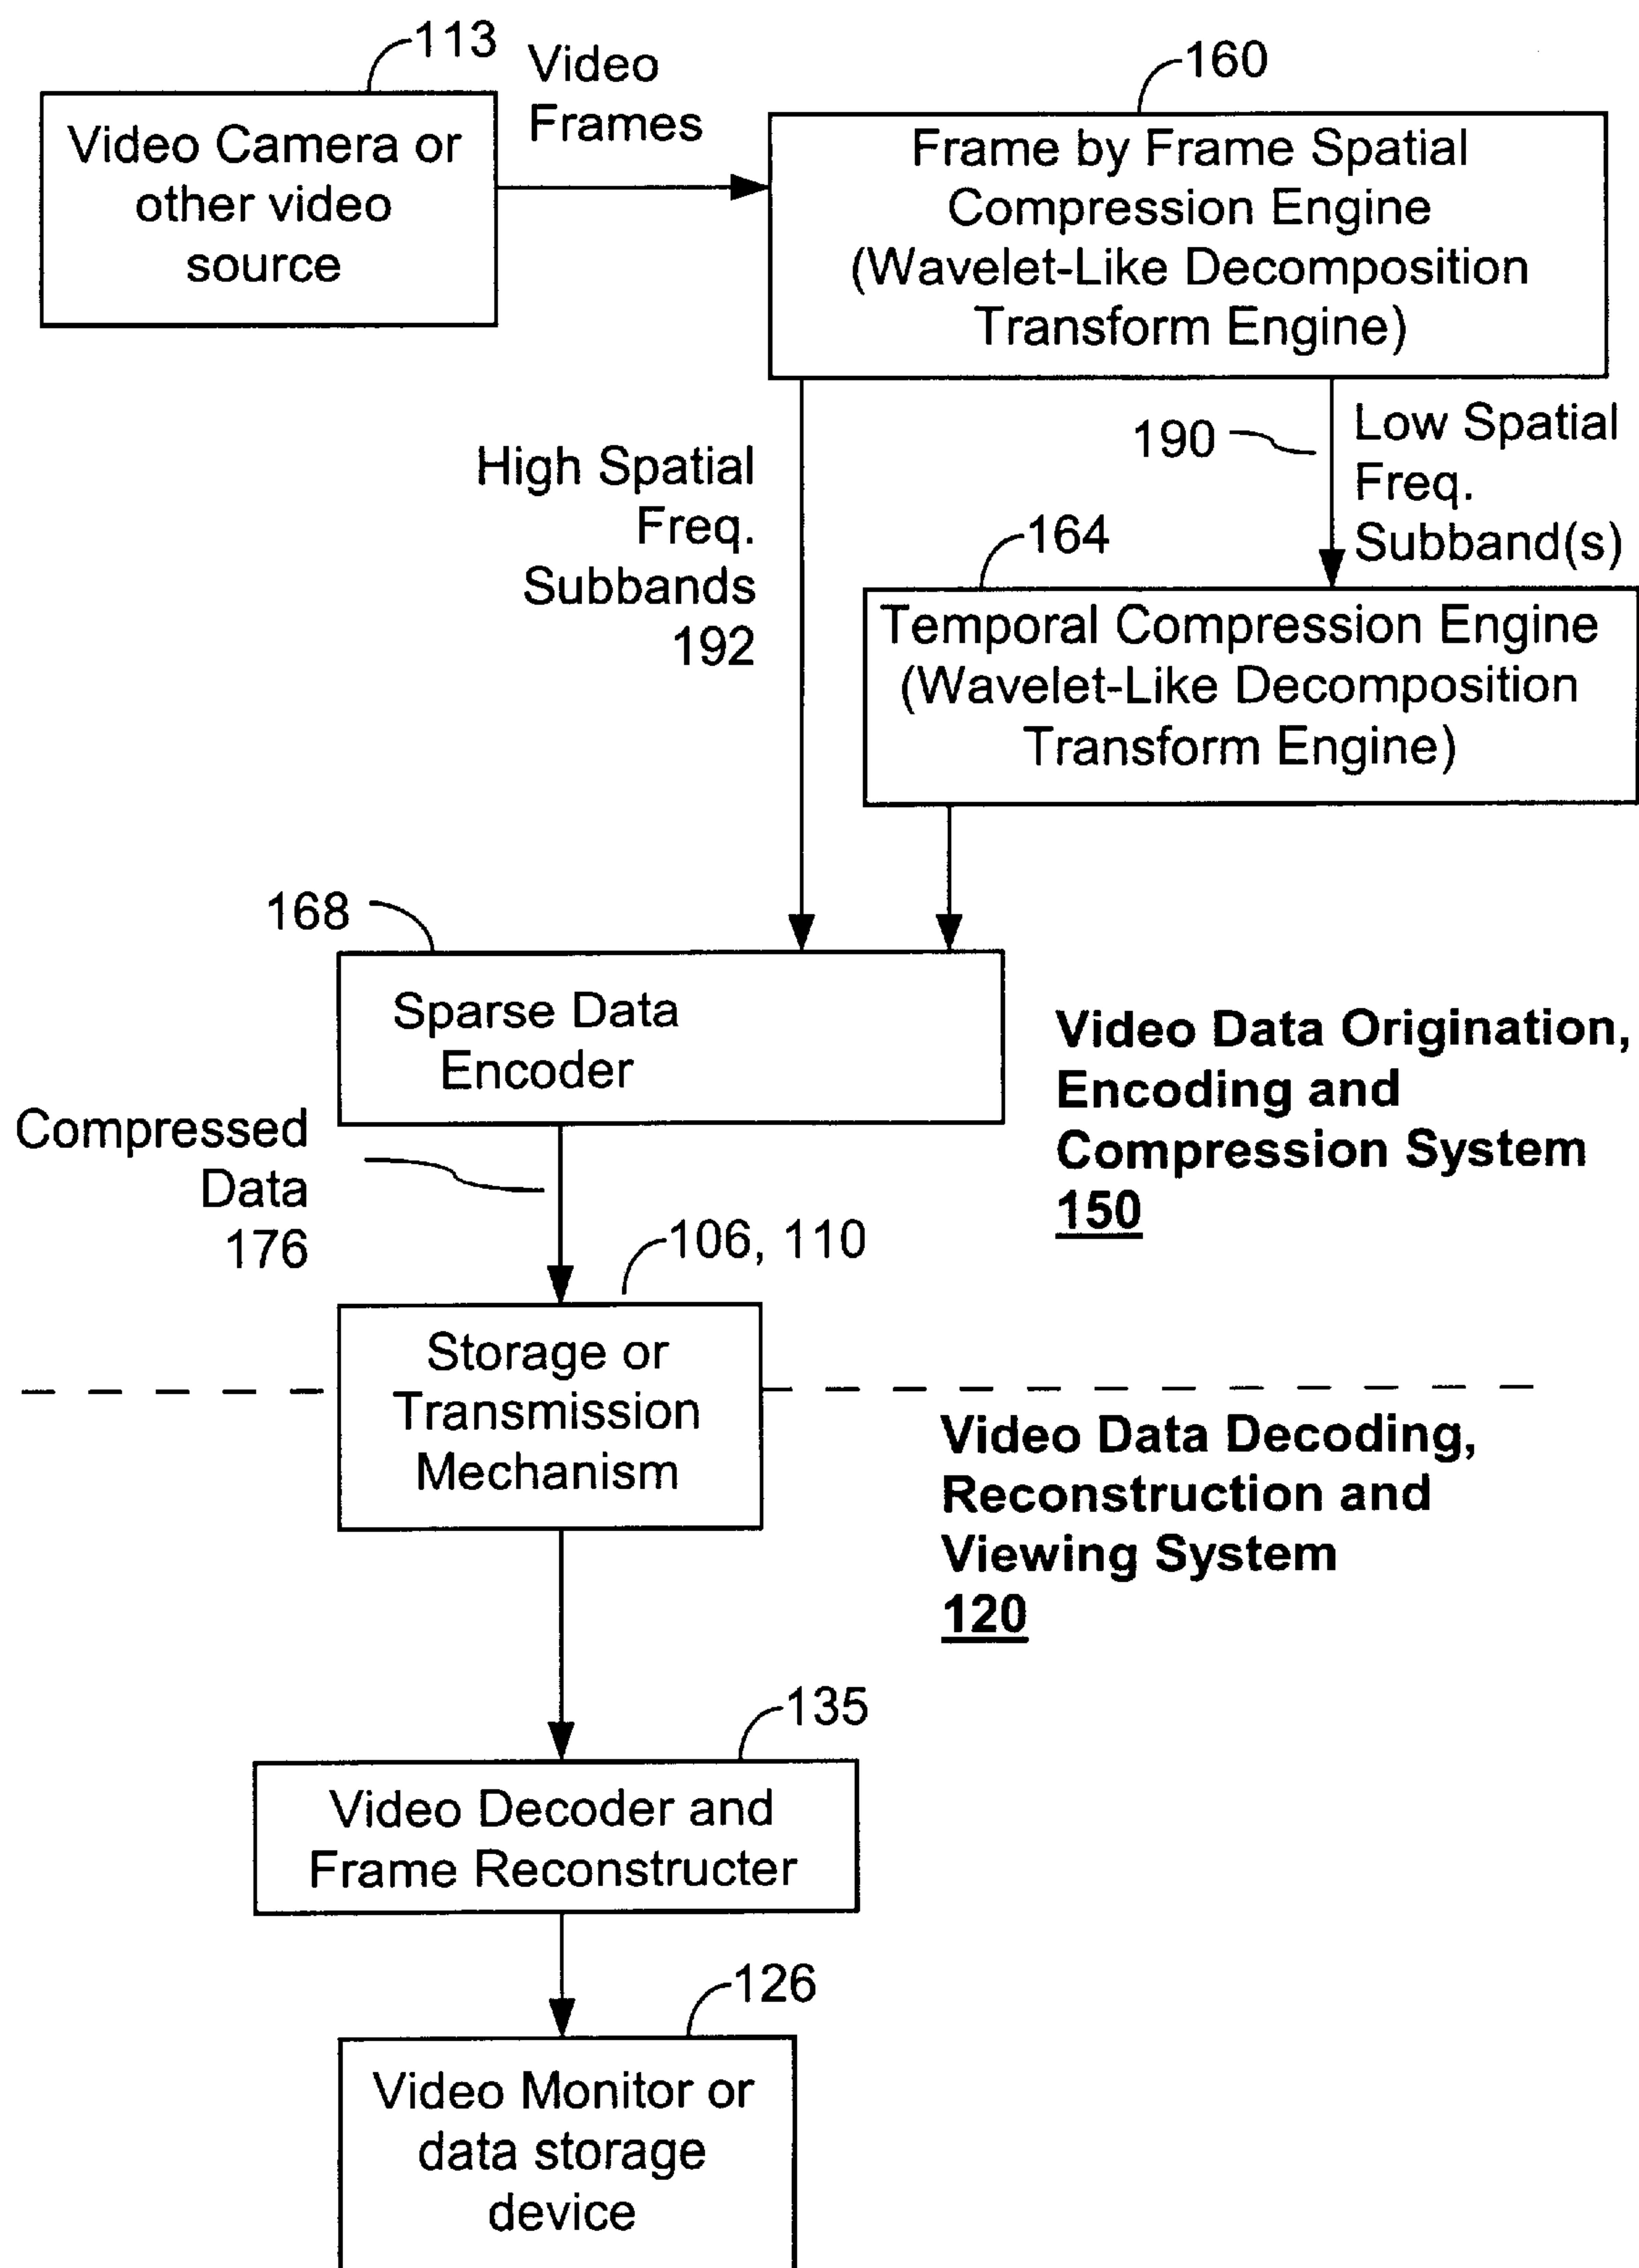 113
Video
Frames
160
Video Camera or
other video
source
Frame by Frame Spatial
Compression Engine
(Wavelet-Like Decomposition
Transform Engine)
High Spatial
Freq.
Subbands
192
190
Low Spatial
Freq.
Subband(s)
164
Temporal Compression Engine
(Wavelet-Like Decomposition
Transform Engine)
168
Sparse Data
Encoder
Video Data Origination,
Encoding and
Compression System
150
Compressed
Data
176
106, 110
Storage or
Transmission
Mechanism
Video Data Decoding,
Reconstruction and
Viewing System
120
135
Video Decoder and
Frame Reconstructer
126
Video Monitor or
data storage
device